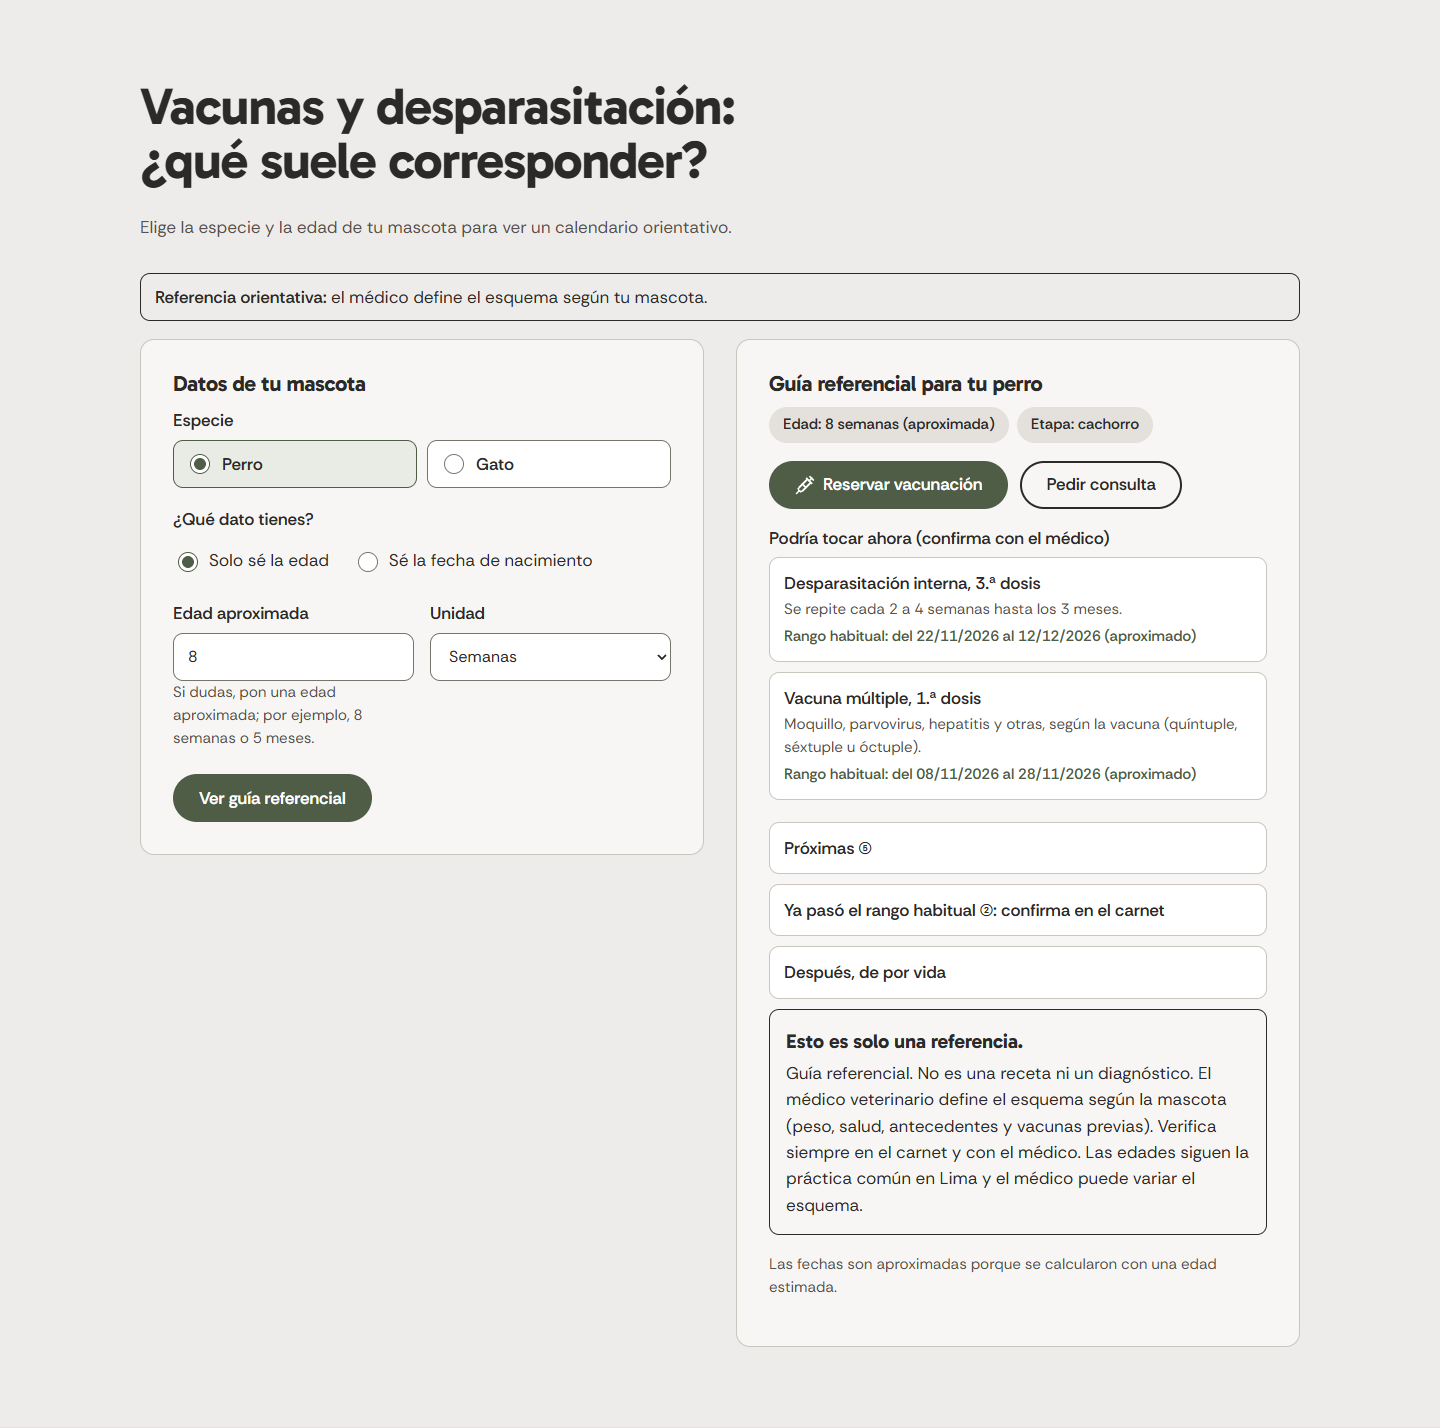 Vacunas y desparasitación:
¿qué suele corresponder?
Elige la especie y la edad de tu mascota para ver un calendario orientativo.
Referencia orientativa: el médico define el esquema según tu mascota.
Datos de tu mascota
Especie
Perro
Gato
¿Qué dato tienes?
Solo sé la edad
Sé la fecha de nacimiento
Edad aproximada
Unidad
8
Semanas
Si dudas, pon una edad
aproximada; por ejemplo, 8
semanas o 5 meses.
Ver guía referencial
Guía referencial para tu perro
Edad: 8 semanas (aproximada)
Etapa: cachorro
Reservar vacunación
Pedir consulta
Podría tocar ahora (confirma con el médico)
Desparasitación interna, 3.ª dosis
Se repite cada 2 a 4 semanas hasta los 3 meses.
Rango habitual: del 22/11/2026 al 12/12/2026 (aproximado)
Vacuna múltiple, 1.ª dosis
Moquillo, parvovirus, hepatitis y otras, según la vacuna (quíntuple,
séxtuple u óctuple).
Rango habitual: del 08/11/2026 al 28/11/2026 (aproximado)
Próximas ⑤
Ya pasó el rango habitual ②: confirma en el carnet
Después, de por vida
Esto es solo una referencia.
Guía referencial. No es una receta ni un diagnóstico. El
médico veterinario define el esquema según la mascota
(peso, salud, antecedentes y vacunas previas). Verifica
siempre en el carnet y con el médico. Las edades siguen la
práctica común en Lima y el médico puede variar el
esquema.
Las fechas son aproximadas porque se calcularon con una edad
estimada.